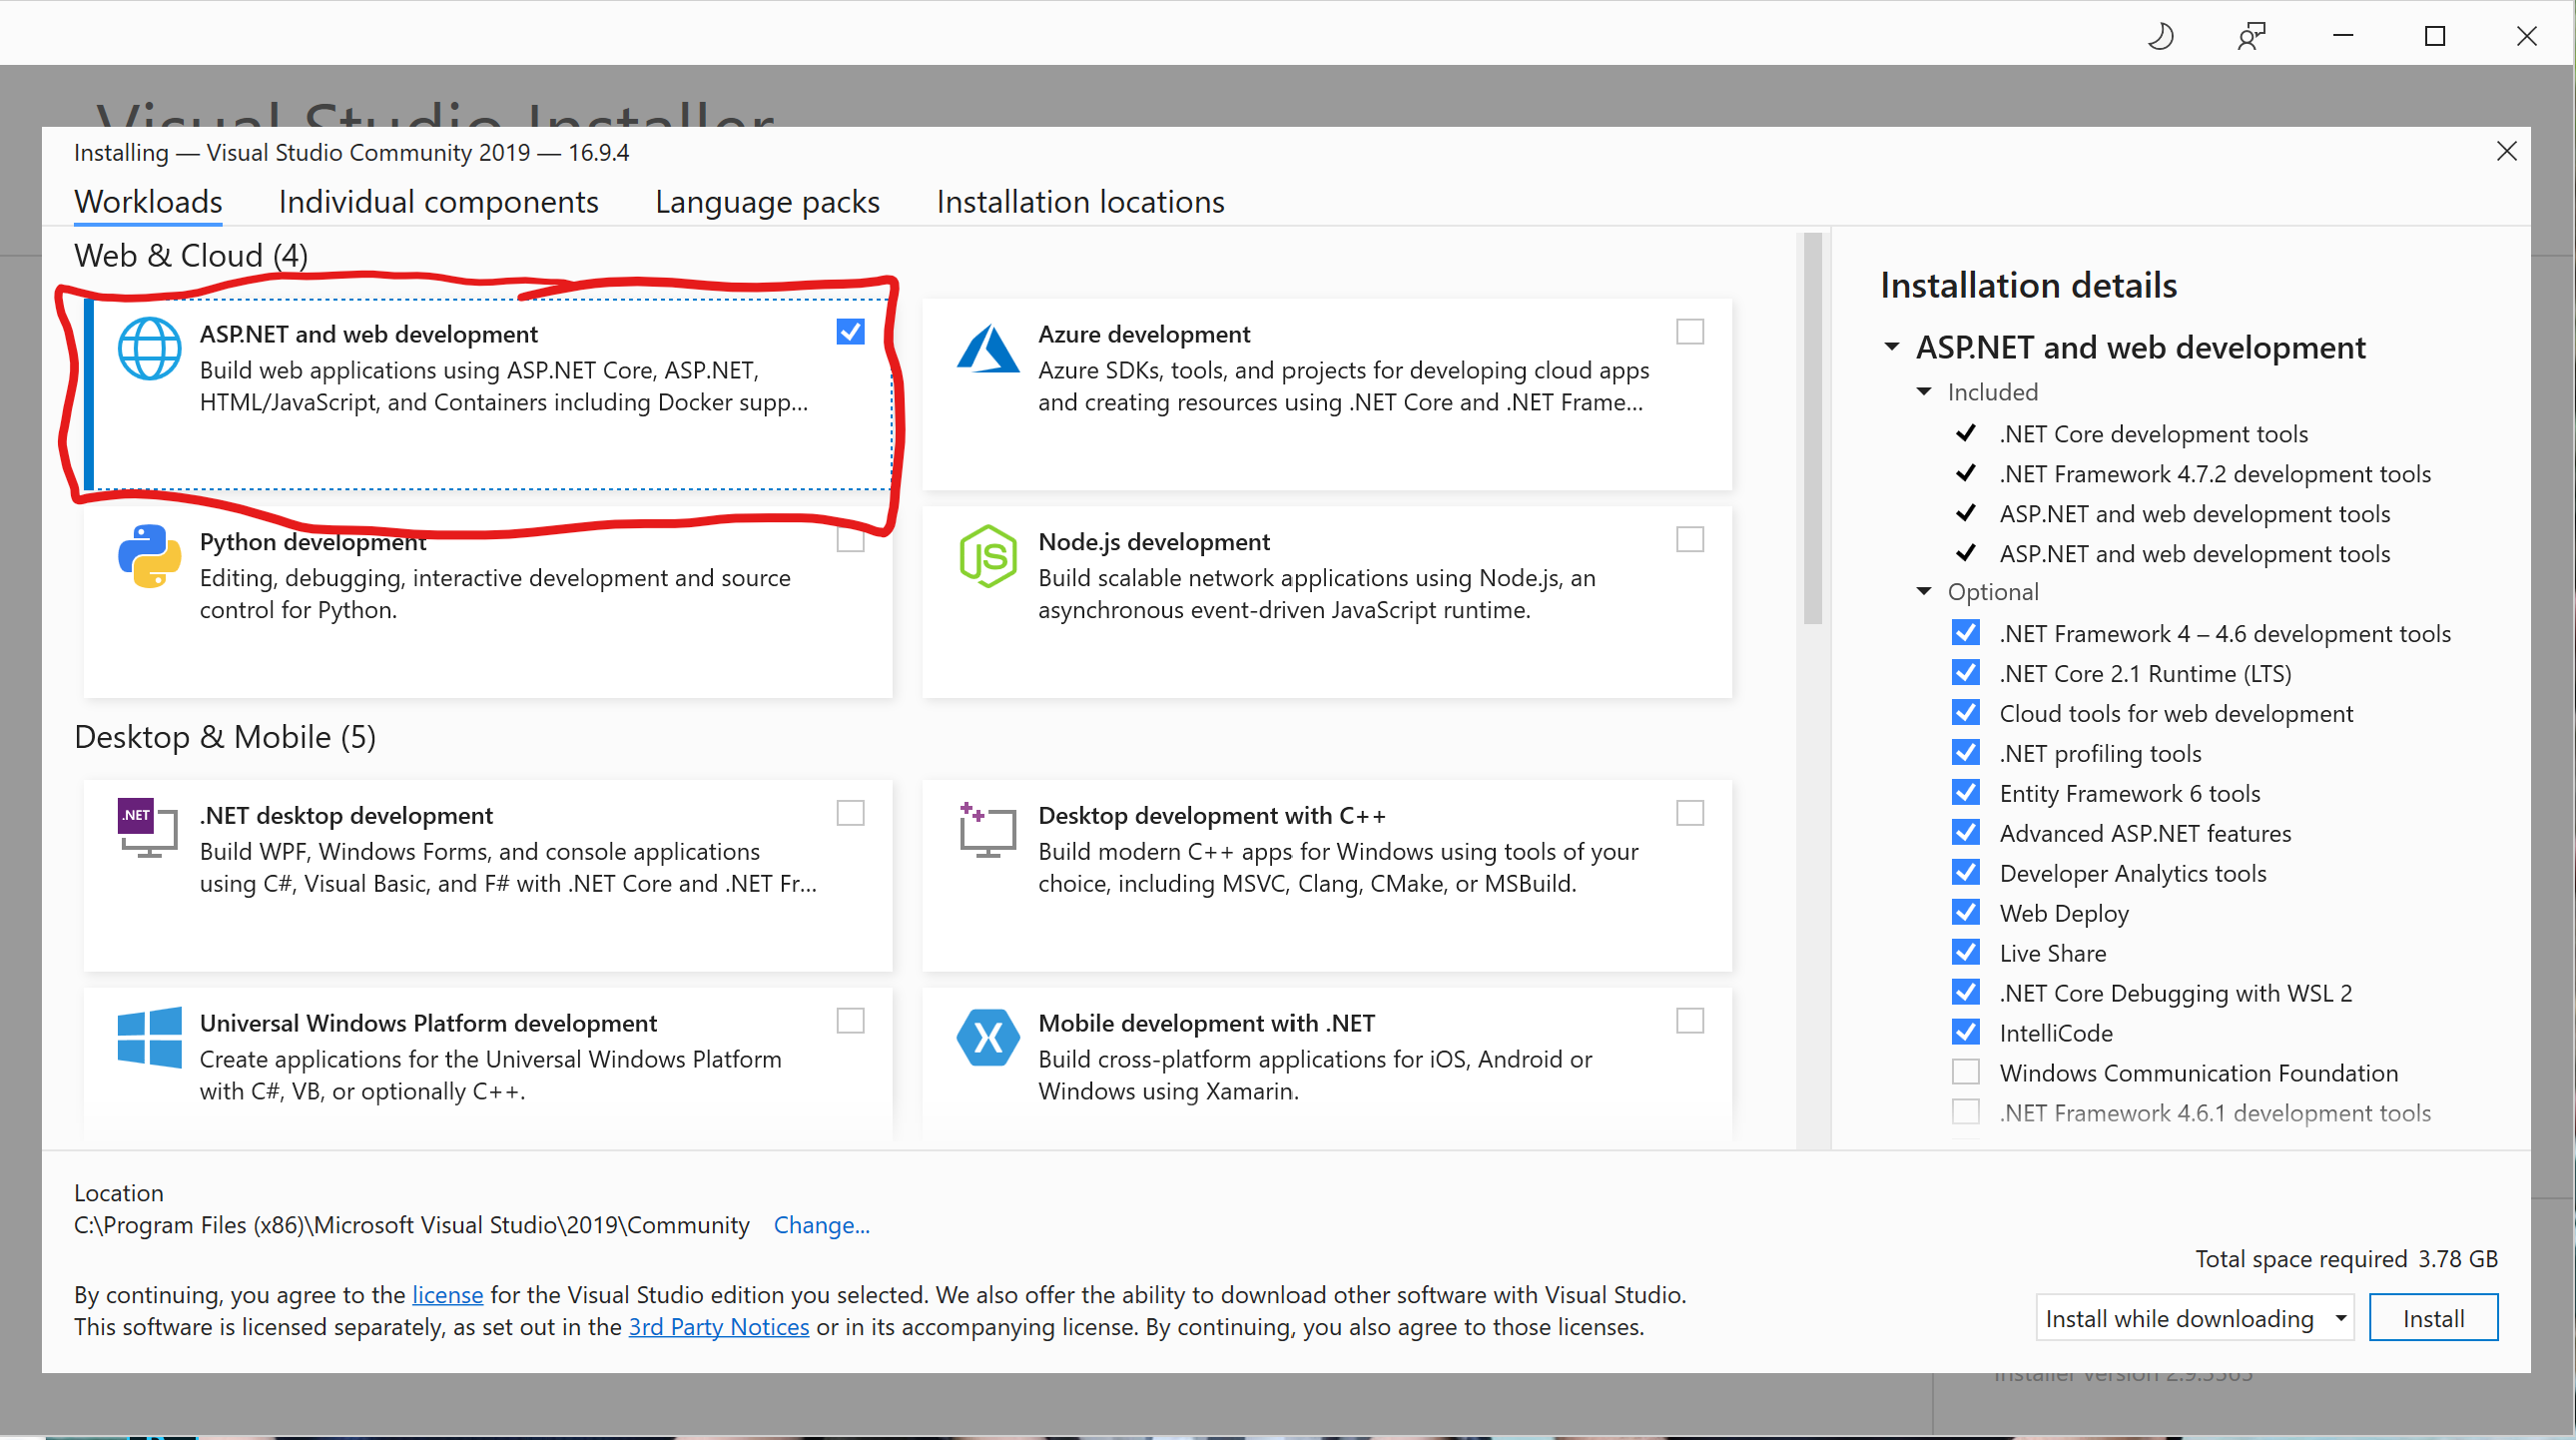 Visual Studio Installer
Installing — Visual Studio Community 2019 — 16.9.4
Workloads
Individual components
Language packs
Installation locations
Web & Cloud (4)
ASP.NET and web development
Build web applications using ASP.NET Core, ASP.NET,
HTML/JavaScript, and Containers including Docker supp...
Azure development
Azure SDKs, tools, and projects for developing cloud apps
and creating resources using .NET Core and .NET Frame...
Python development
Editing, debugging, interactive development and source
control for Python.
JS
Node.js development
Build scalable network applications using Node.js, an
asynchronous event-driven JavaScript runtime.
Desktop & Mobile (5)
.NET
.NET desktop development
Build WPF, Windows Forms, and console applications
using C#, Visual Basic, and F# with .NET Core and .NET Fr...
Desktop development with C++
Build modern C++ apps for Windows using tools of your
choice, including MSVC, Clang, CMake, or MSBuild.
Universal Windows Platform development
Create applications for the Universal Windows Platform
with C#, VB, or optionally C++.
Mobile development with .NET
Build cross-platform applications for iOS, Android or
Windows using Xamarin.
Installation details
ASP.NET and web development
Included
.NET Core development tools
.NET Framework 4.7.2 development tools
ASP.NET and web development tools
ASP.NET and web development tools
Optional
.NET Framework 4 – 4.6 development tools
.NET Core 2.1 Runtime (LTS)
Cloud tools for web development
.NET profiling tools
Entity Framework 6 tools
Advanced ASP.NET features
Developer Analytics tools
Web Deploy
Live Share
.NET Core Debugging with WSL 2
IntelliCode
Windows Communication Foundation
.NET Framework 4.6.1 development tools
Location
C:\Program Files (x86)\Microsoft Visual Studio\2019\Community Change...
By continuing, you agree to the license for the Visual Studio edition you selected. We also offer the ability to download other software with Visual Studio.
This software is licensed separately, as set out in the 3rd Party Notices or in its accompanying license. By continuing, you also agree to those licenses.
Total space required 3.78 GB
Install while downloading
Install
Installer version